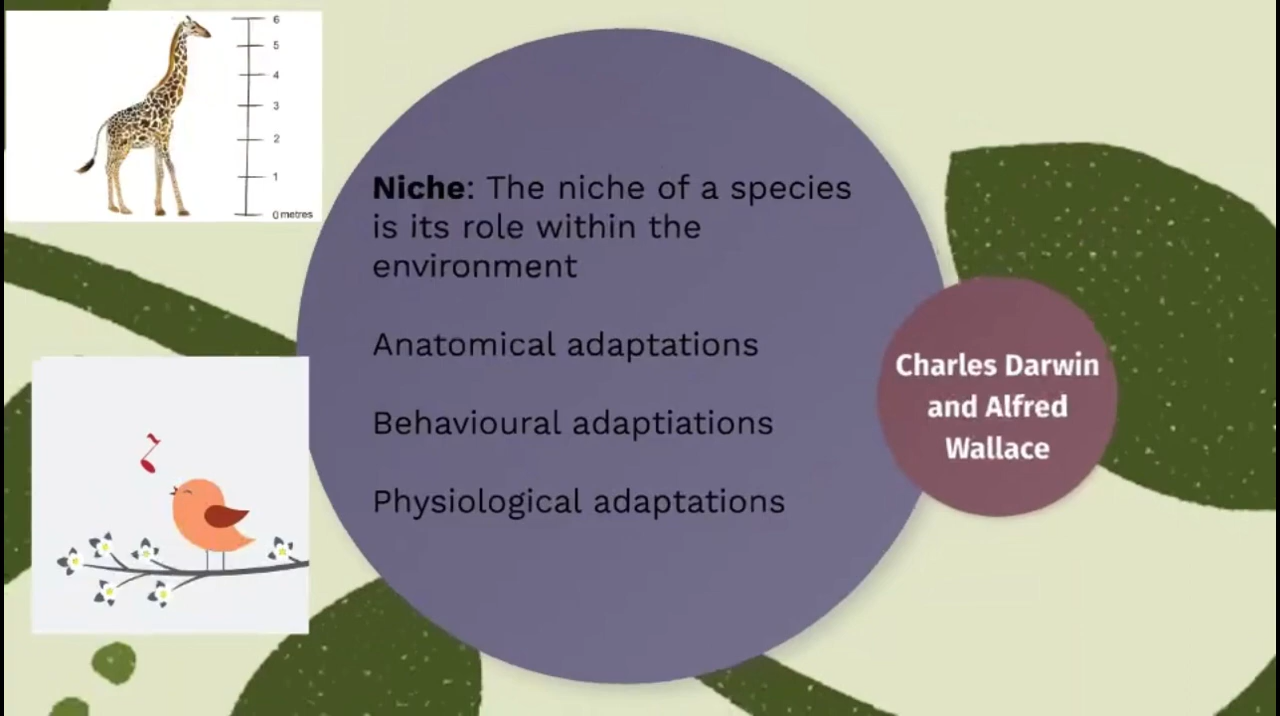 6
5
4
3
2
1
0 metres
Niche: The niche of a species
is its role within the
environment
Anatomical adaptations
Behavioural adaptiations
Physiological adaptations
Charles Darwin
and Alfred
Wallace